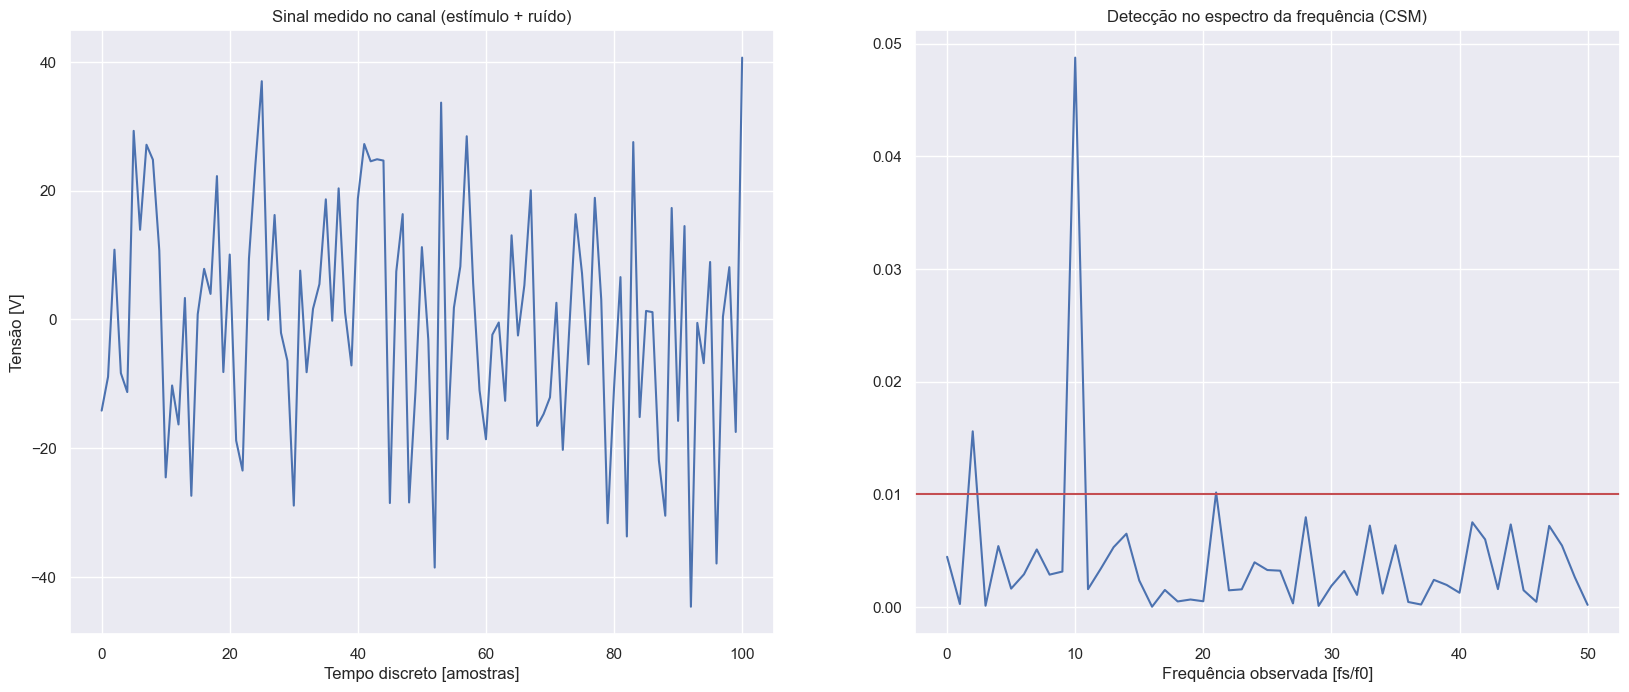 Sinal medido no canal (estímulo + ruído)
40
20
0
−20
−40
Tensão [V]
0 20 40 60 80 100
Tempo discreto [amostras]
Detecção no espectro da frequência (CSM)
0.05
0.04
0.03
0.02
0.01
0.00
0 10 20 30 40 50
Frequência observada [fs/f0]